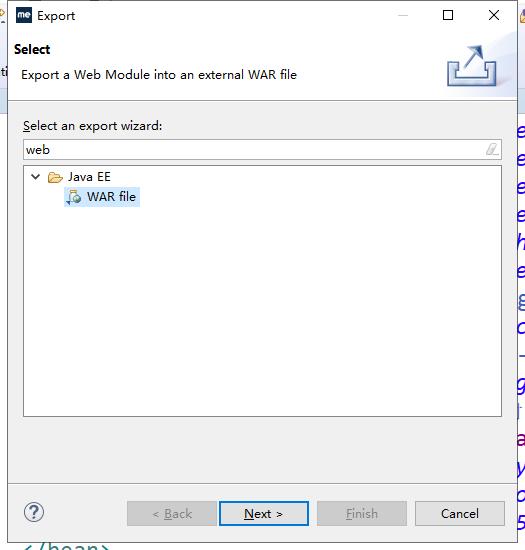 me Export
Select
Export a Web Module into an external WAR file
Select an export wizard:
web
Java EE
WAR file
? < Back Next > Finish Cancel
</bean>